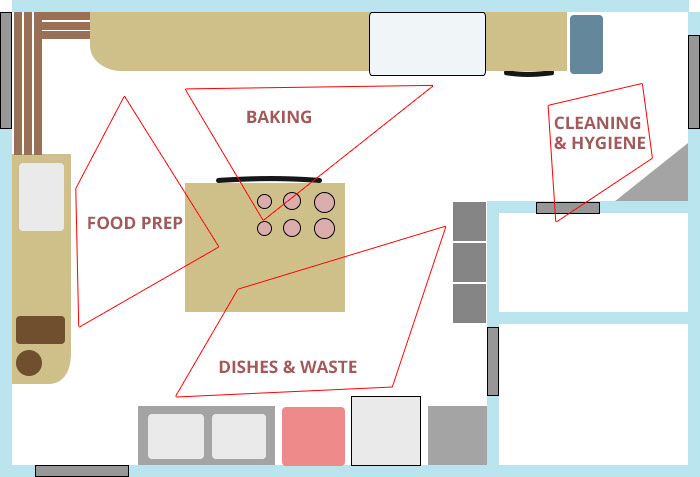 BAKING
CLEANING
& HYGIENE
FOOD PREP
DISHES & WASTE